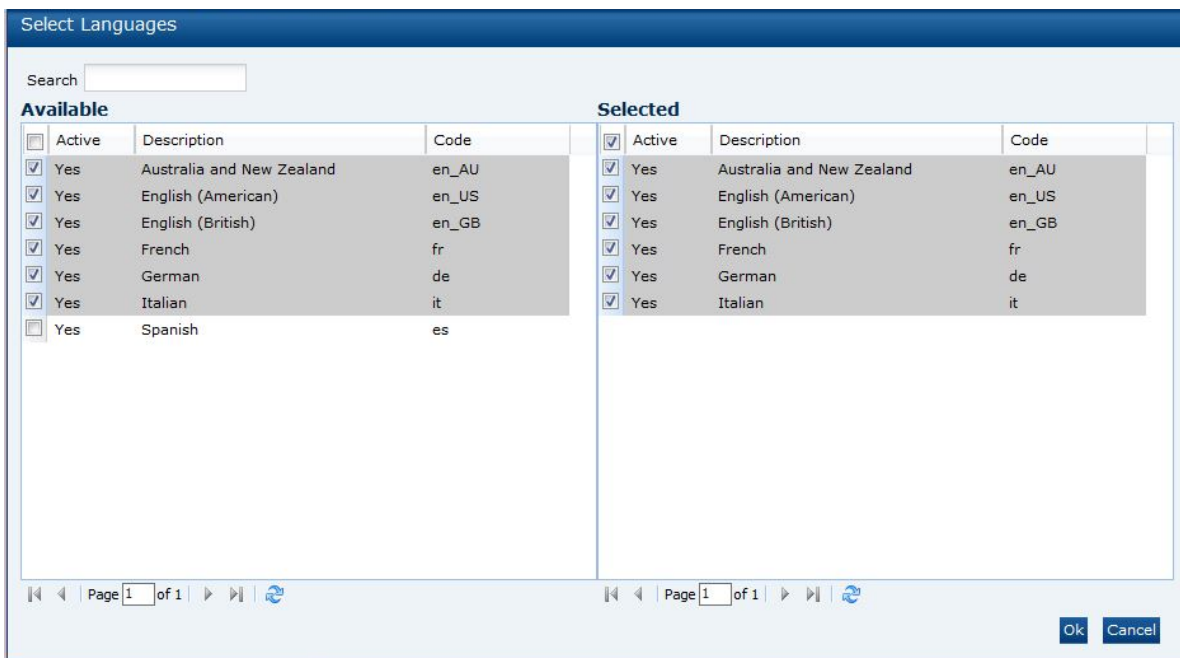 Select Languages
Search
Available
Active Description Code
Yes Australia and New Zealand en_AU
Yes English (American) en_US
Yes English (British) en_GB
Yes French fr
Yes German de
Yes Italian it
Yes Spanish es
Page 1 of 1
Selected
Active Description Code
Yes Australia and New Zealand en_AU
Yes English (American) en_US
Yes English (British) en_GB
Yes French fr
Yes German de
Yes Italian it
Page 1 of 1
Ok Cancel